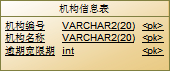 机构信息表
机构编号 VARCHAR2(20) <pk>
机构名称 VARCHAR2(20) <pk>
逾期宽限期 int <pk>